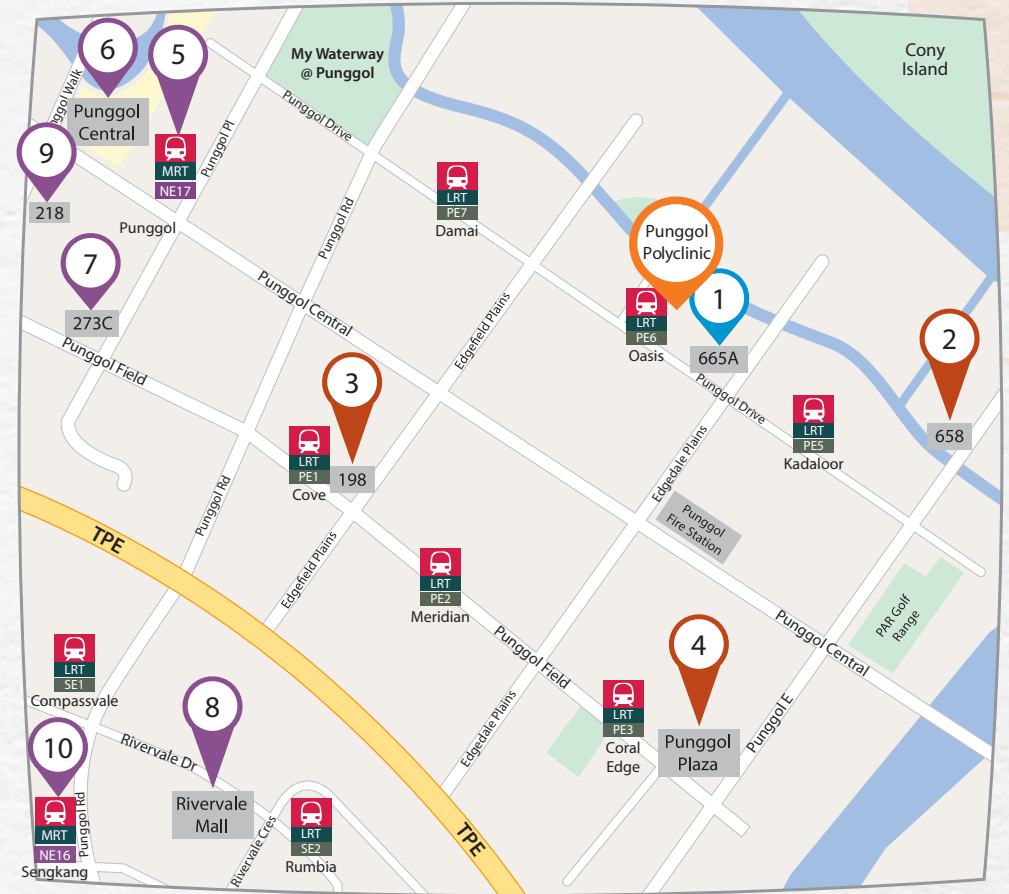 6
5
My Waterway
@ Punggol
Cony
Island
Punggol Walk
Punggol
Central
MRT
NE17
Punggol Pl
Punggol Drive
9
218
Punggol
LRT
PE7
Damai
Punggol Rd
Punggol
Polyclinic
7
273C
Punggol Central
Edgefield Plains
LRT
PE6
Oasis
1
665A
2
658
Punggol Field
3
198
LRT
PE1
Cove
Punggol Drive
LRT
PE5
Kadaloor
Edgedale Plains
Punggol
Fire Station
Punggol Rd
TPE
Edgefield Plains
LRT
PE2
Meridian
PAR Golf
Range
Punggol Central
Punggol Field
4
Punggol
Plaza
LRT
SE1
Compassvale
8
Rivervale
Mall
LRT
PE3
Coral
Edge
Edgedale Plains
Punggol E
10
MRT
NE16
Sengkang
Rivervale Dr
Punggol Rd
Rivervale Cres
LRT
SE2
Rumbia
TPE